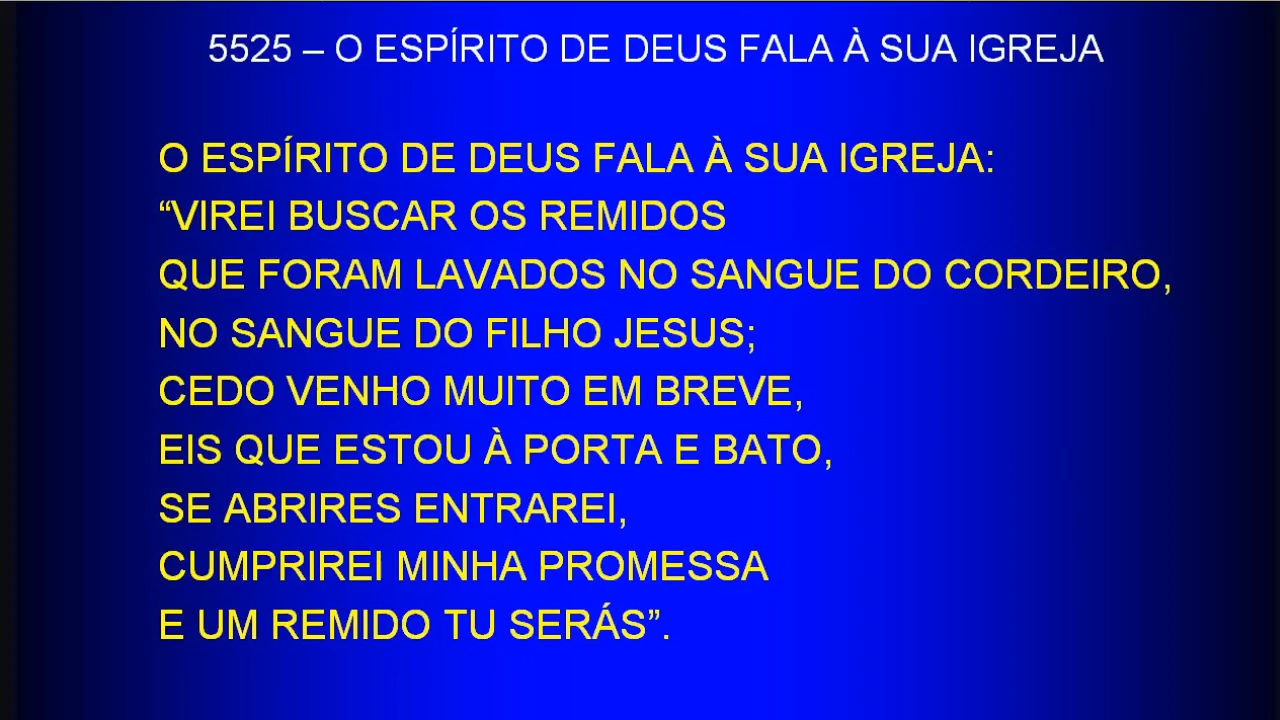 5525 – O ESPÍRITO DE DEUS FALA À SUA IGREJA
O ESPÍRITO DE DEUS FALA À SUA IGREJA:
“VIREI BUSCAR OS REMIDOS
QUE FORAM LAVADOS NO SANGUE DO CORDEIRO,
NO SANGUE DO FILHO JESUS;
CEDO VENHO MUITO EM BREVE,
EIS QUE ESTOU À PORTA E BATO,
SE ABRIRES ENTRAREI,
CUMPRIREI MINHA PROMESSA
E UM REMIDO TU SERÁS”.